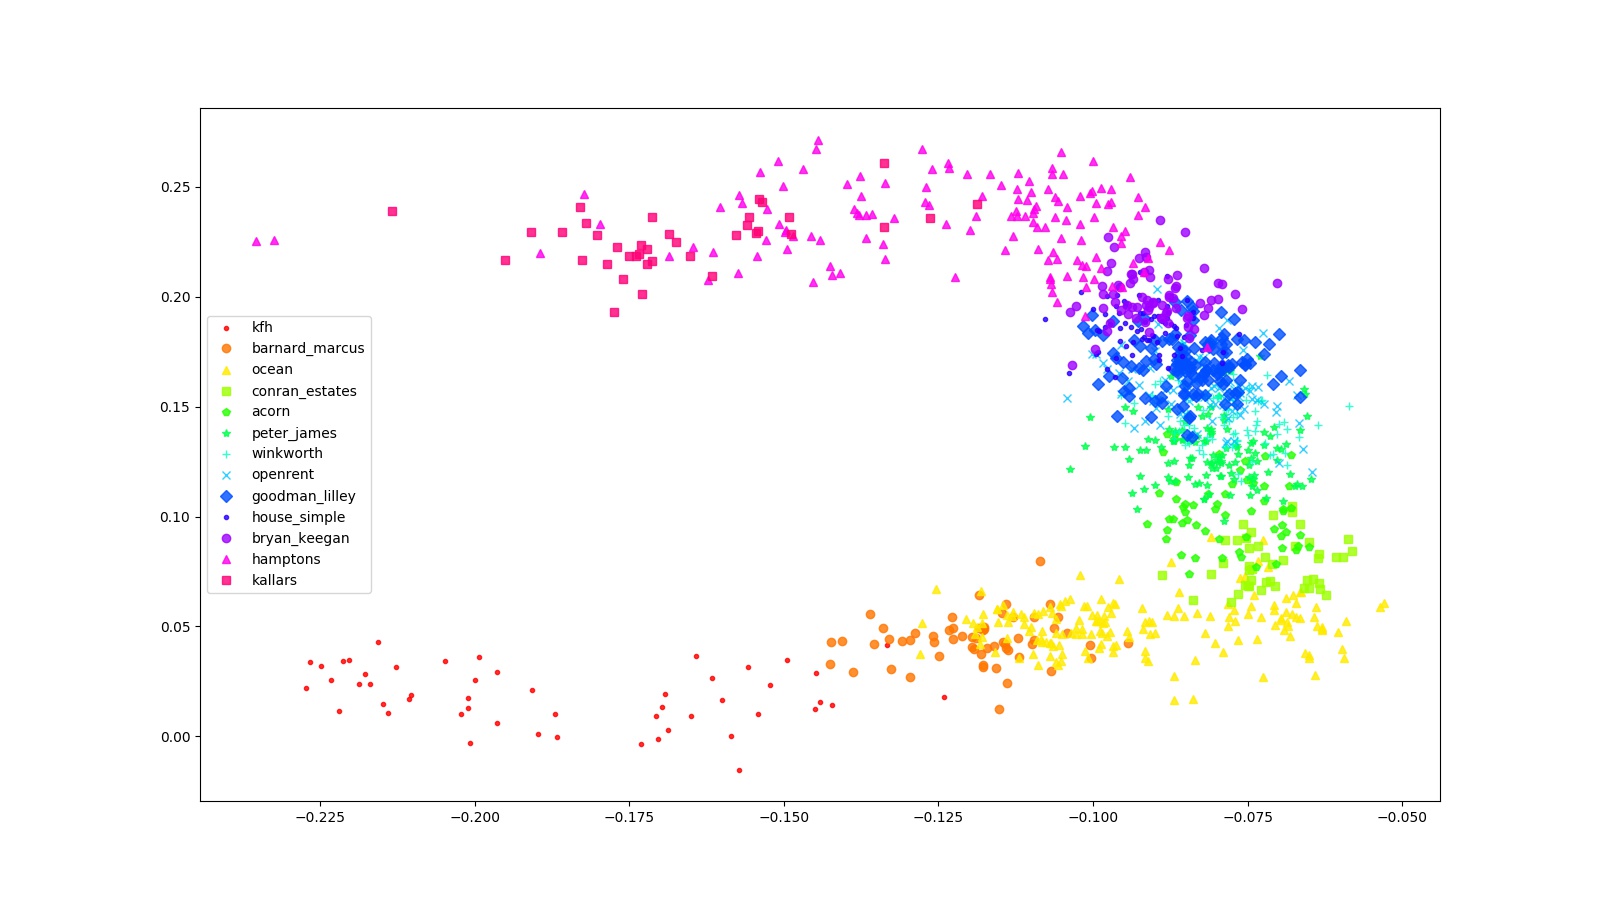 0.25
0.20
0.15
0.10
0.05
0.00
kfh
barnard_marcus
ocean
conran_estates
acorn
peter_james
winkworth
openrent
goodman_lilley
house_simple
bryan_keegan
hamptons
kallars
−0.225 −0.200 −0.175 −0.150 −0.125 −0.100 −0.075 −0.050